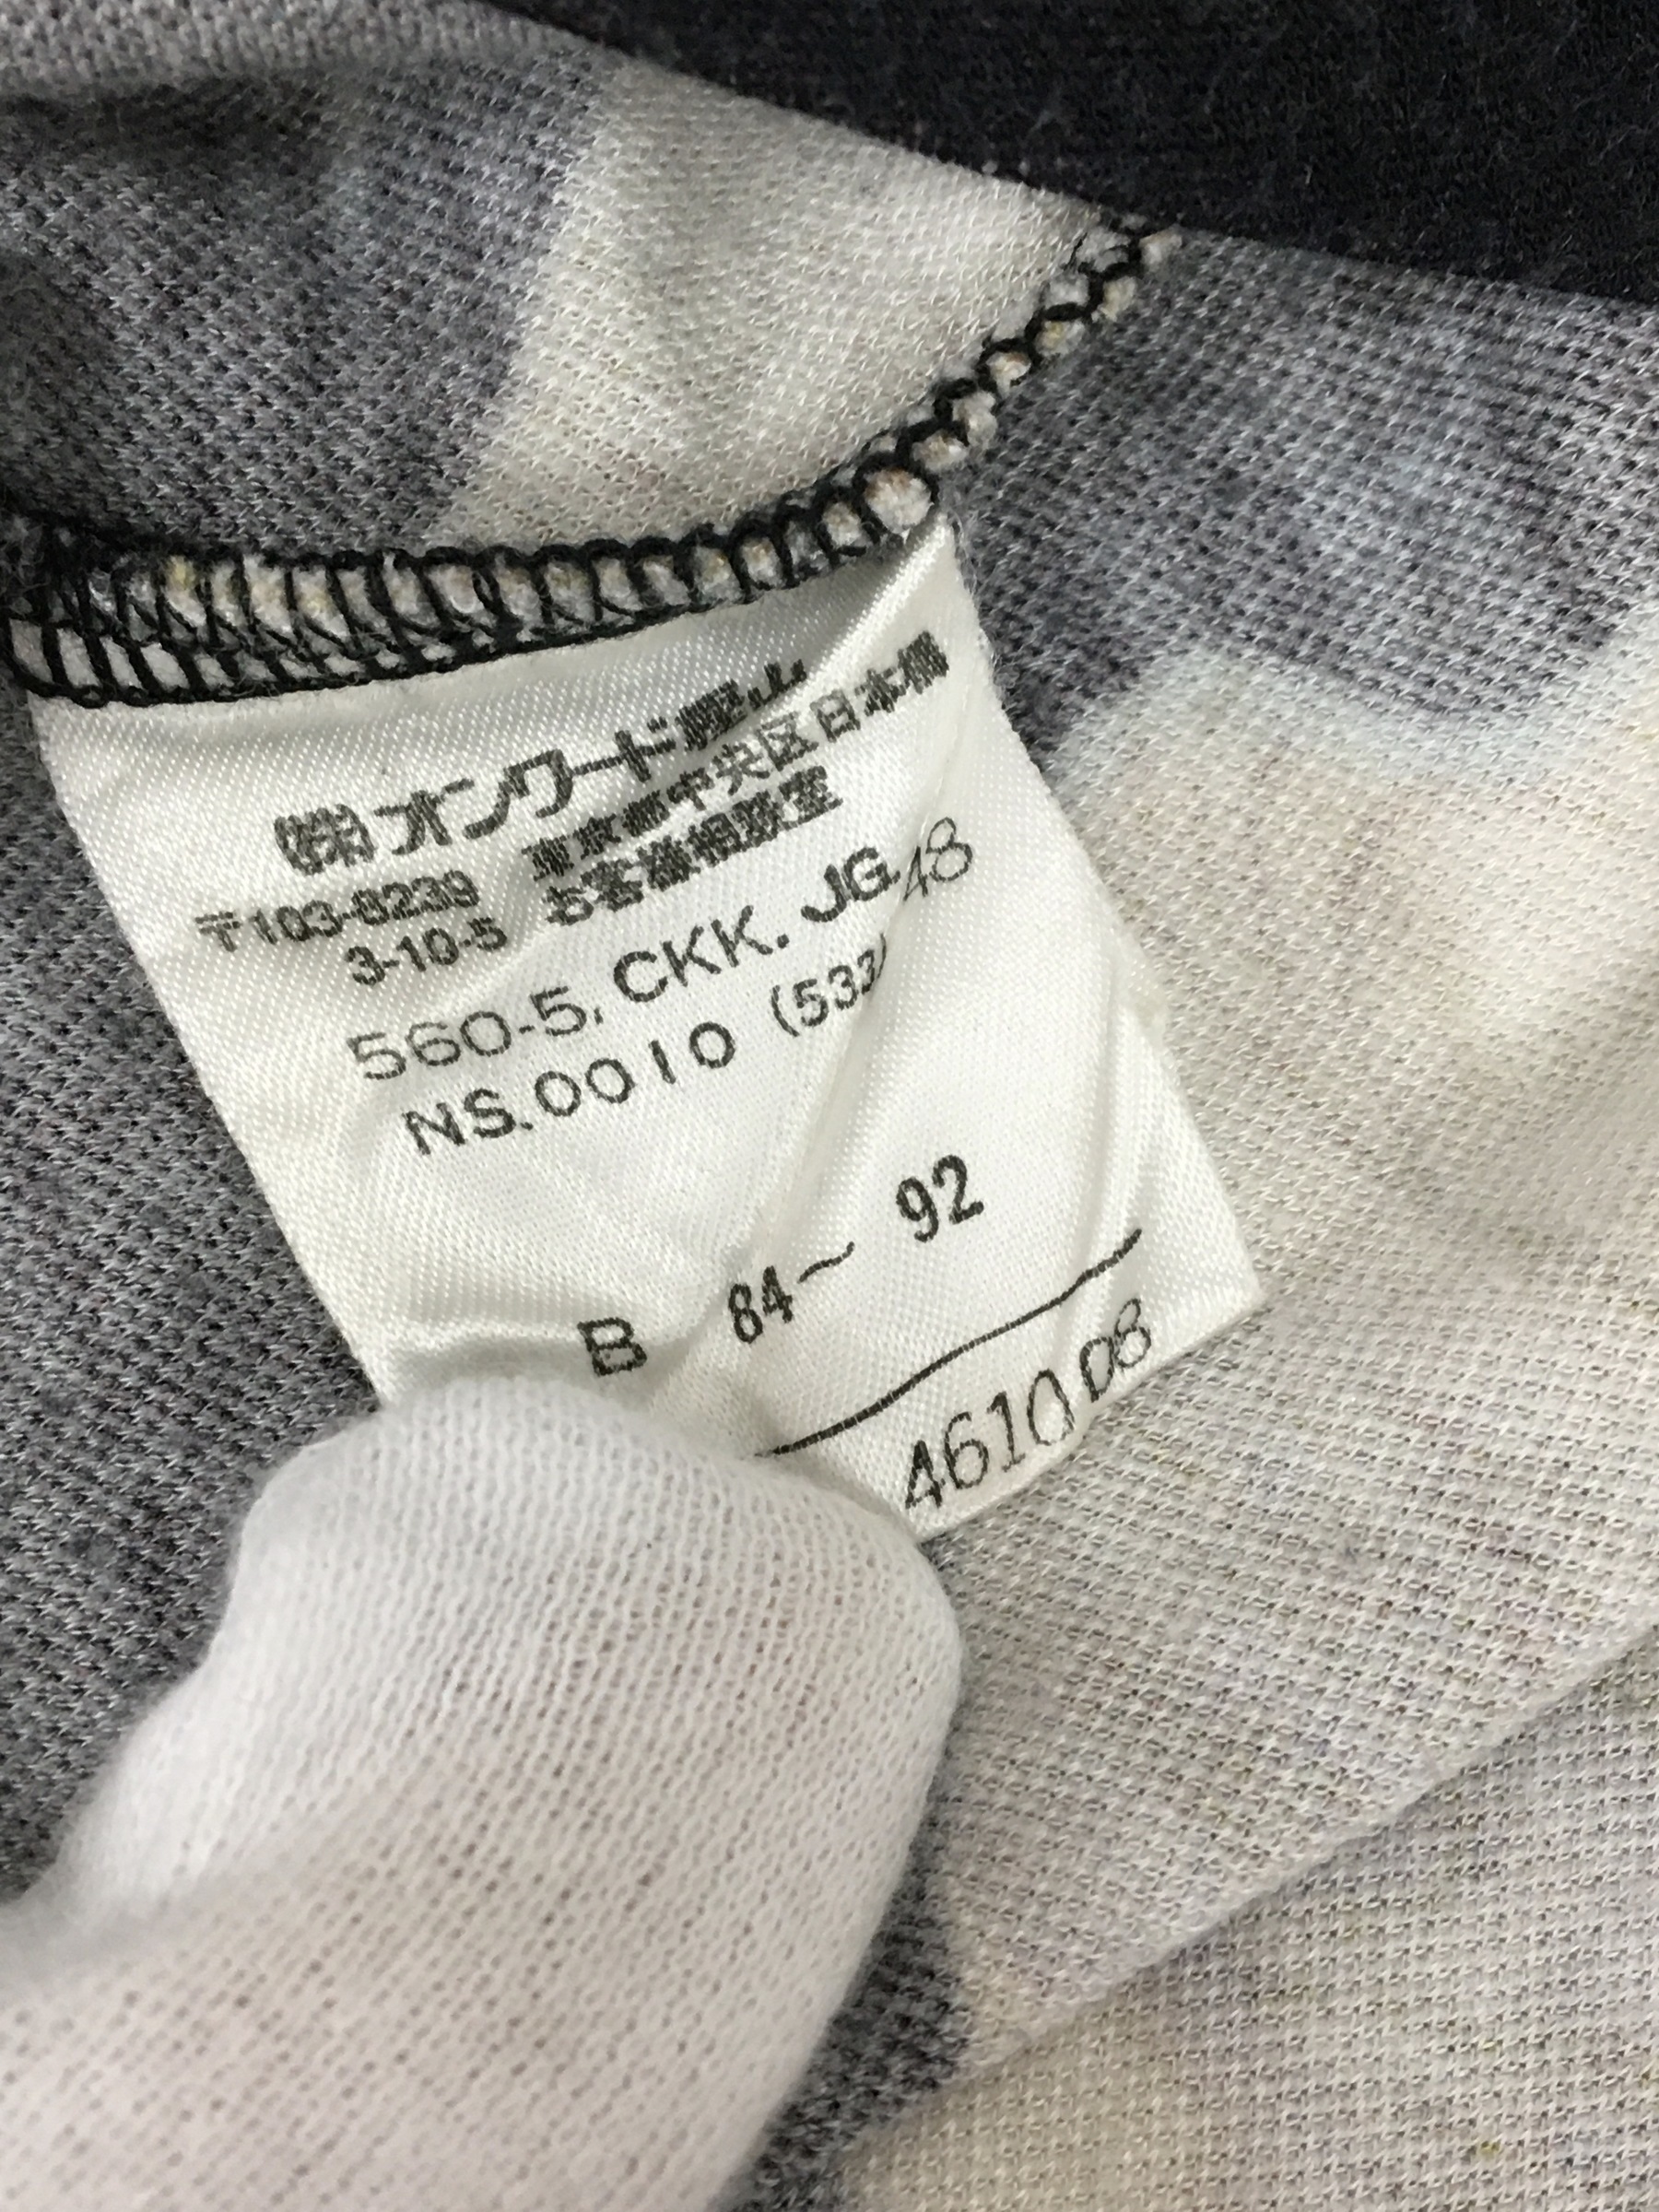 ㈱オンワード樫山
〒103-8239 東京都中央区日本橋
3-10-5 お客様相談室
560-5. CKK. JG. 48
NS.0010 (533)
B 84~ 92
4610 08